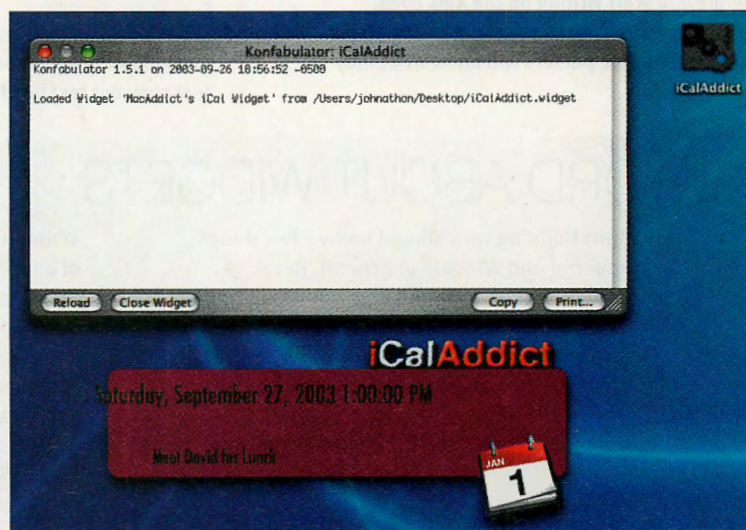 Konfabulator: iCalAddict
Konfabulator 1.5.1 on 2003-09-26 18:56:52 -0500
Loaded Widget 'MacAddict's iCal Widget' from /Users/johnathon/Desktop/iCalAddict.widget
iCalAddict
Reload
Close Widget
Copy
Print...
iCalAddict
Saturday, September 27, 2003 1:00:00 PM
Meet David for Lunch
JAN
1